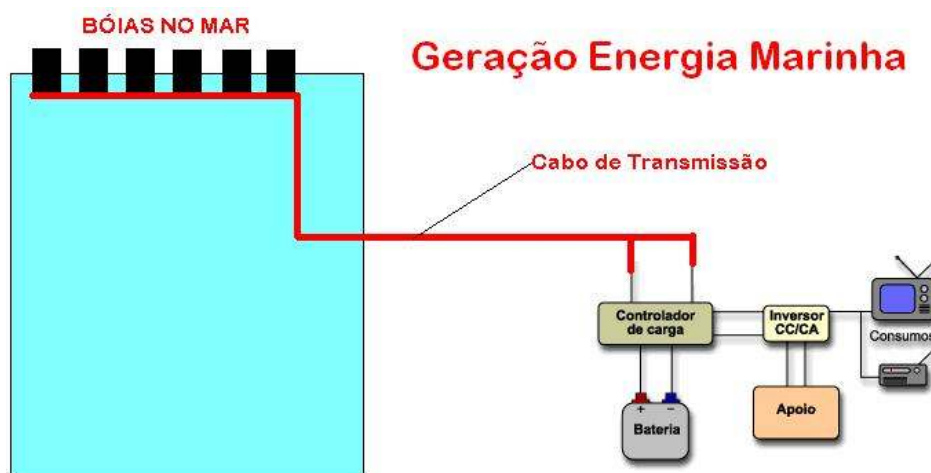 BÓIAS NO MAR
Geração Energia Marinha
Cabo de Transmissão
Controlador
de carga
Inversor
CC/CA
Consumos
+ −
Bateria
Apoio